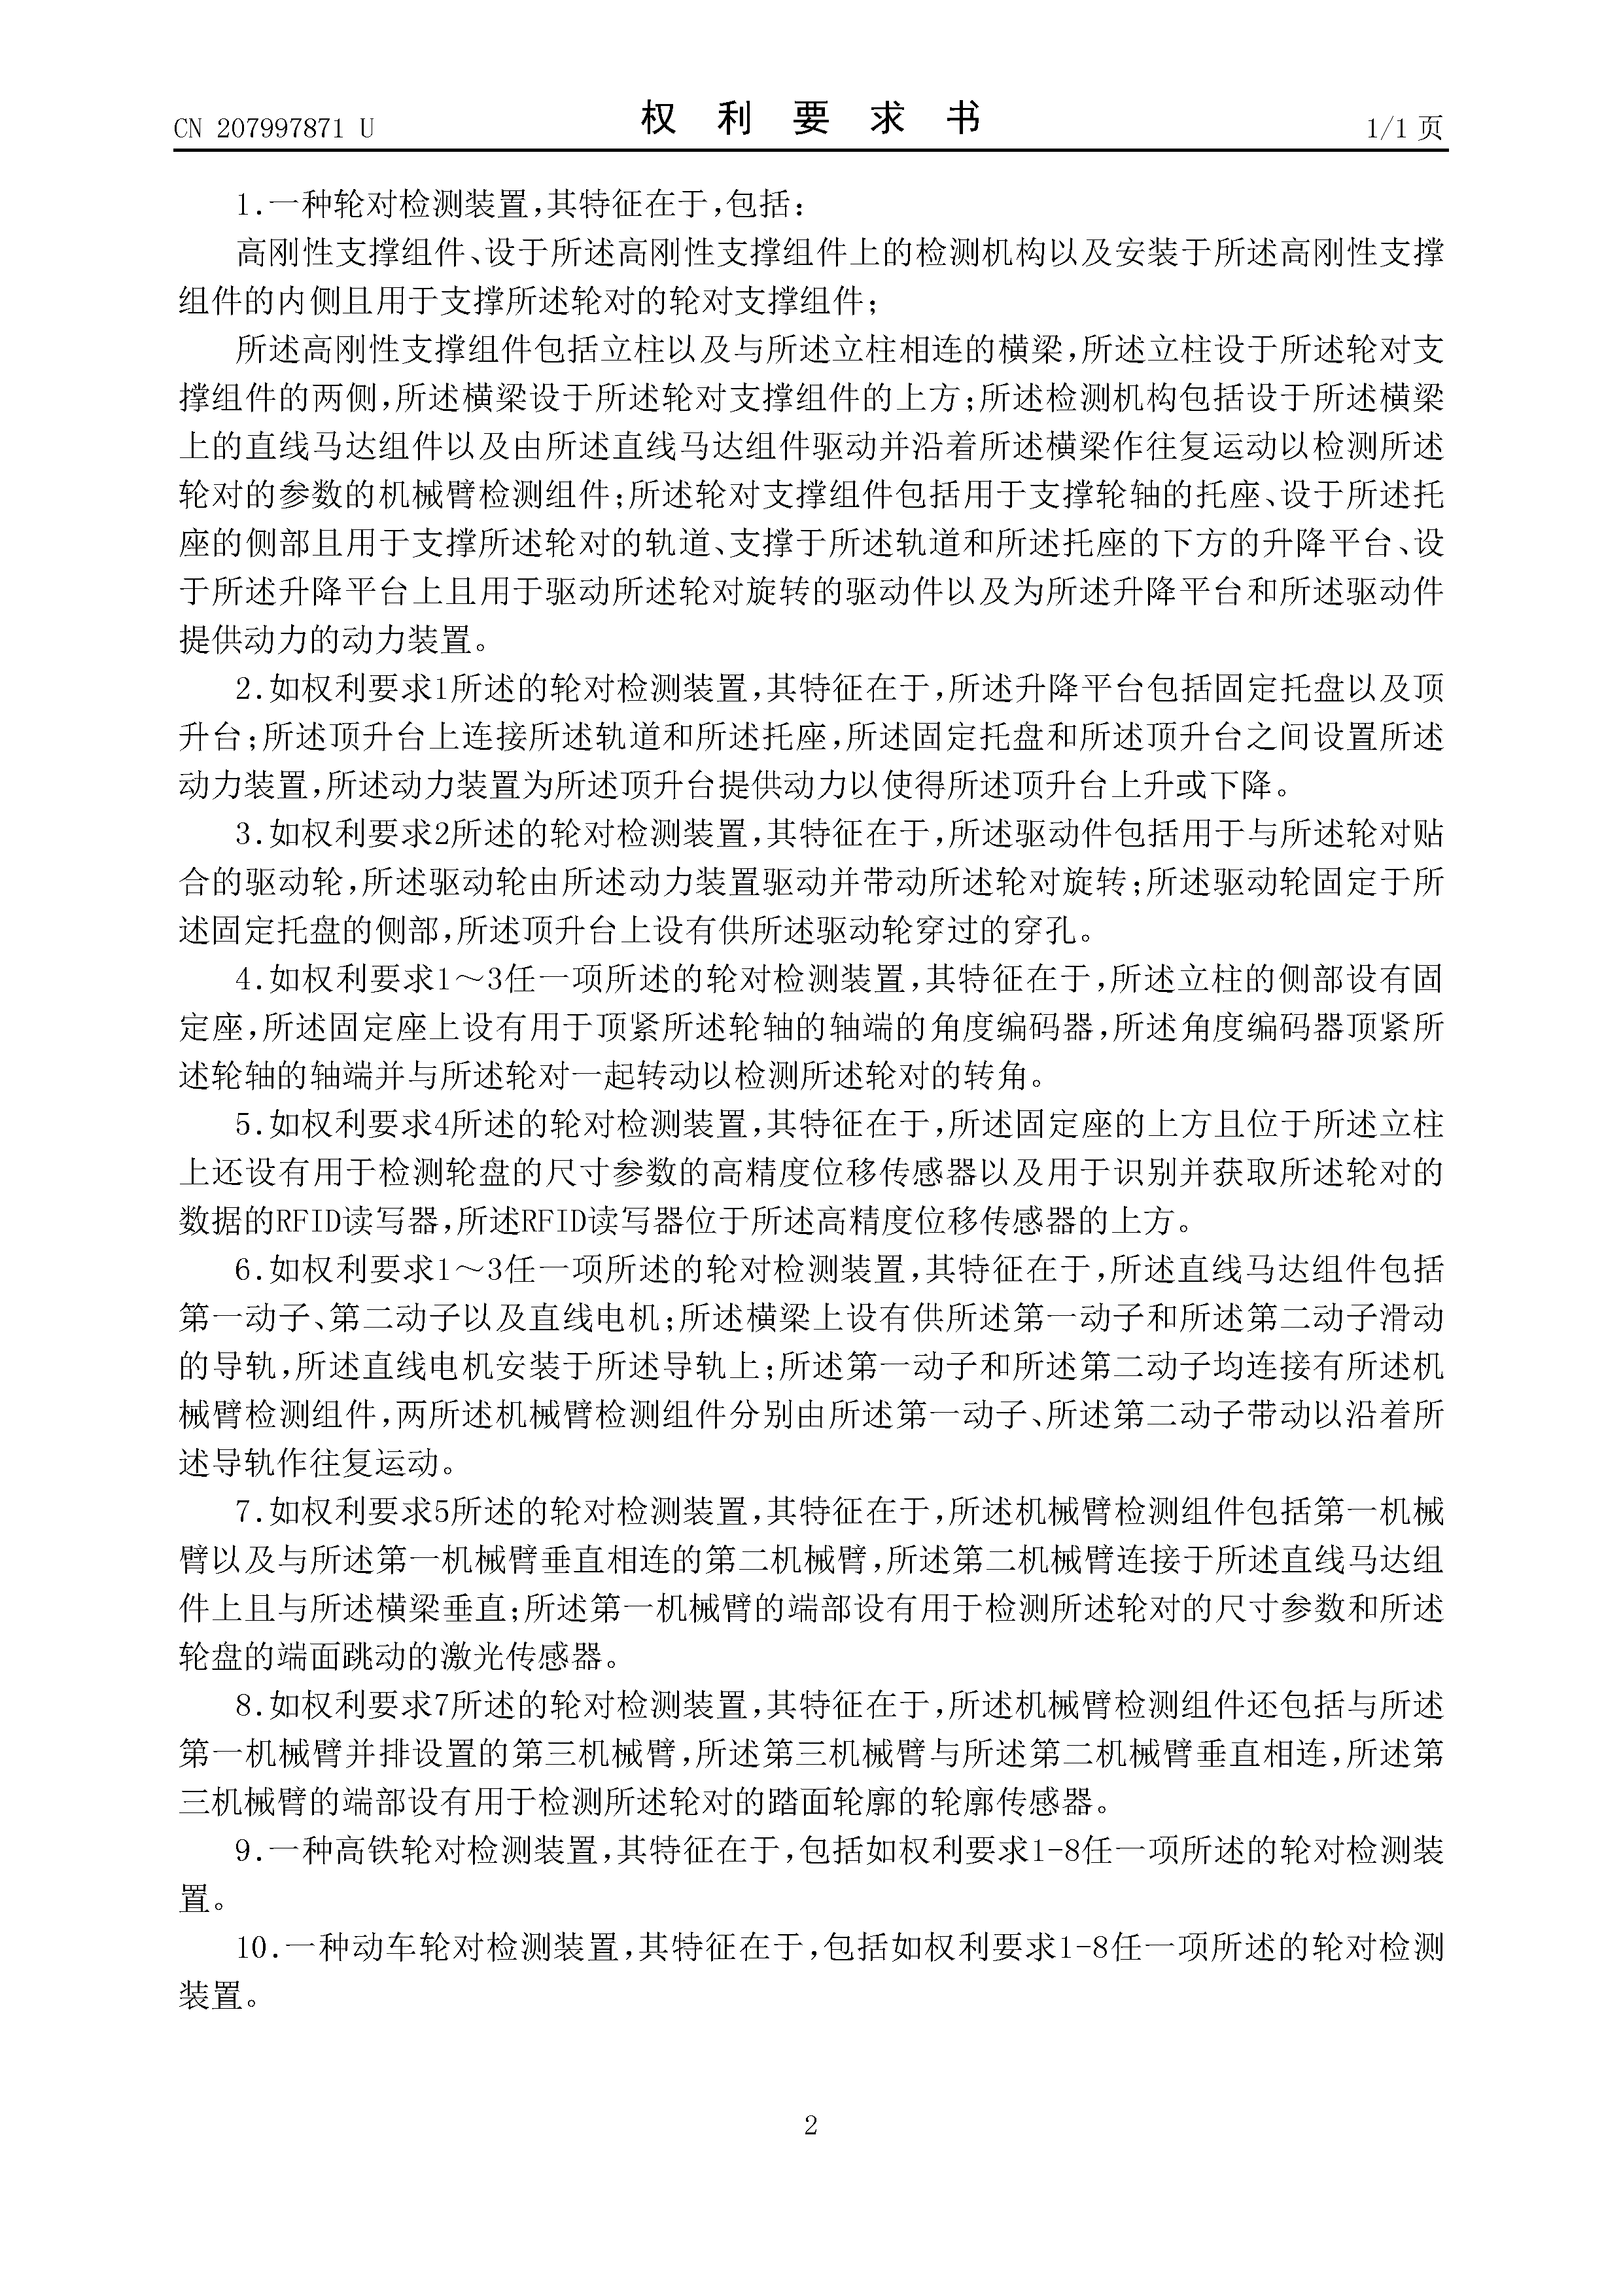 CN 207997871 U
权利要求书
1/1 页
1.一种轮对检测装置,其特征在于,包括:
高刚性支撑组件、设于所述高刚性支撑组件上的检测机构以及安装于所述高刚性支撑
组件的内侧且用于支撑所述轮对的轮对支撑组件;
所述高刚性支撑组件包括立柱以及与所述立柱相连的横梁,所述立柱设于所述轮对支
撑组件的两侧,所述横梁设于所述轮对支撑组件的上方;所述检测机构包括设于所述横梁
上的直线马达组件以及由所述直线马达组件驱动并沿着所述横梁作往复运动以检测所述
轮对的参数的机械臂检测组件;所述轮对支撑组件包括用于支撑轮轴的托座、设于所述托
座的侧部且用于支撑所述轮对的轨道、支撑于所述轨道和所述托座的下方的升降平台、设
于所述升降平台上且用于驱动所述轮对旋转的驱动件以及为所述升降平台和所述驱动件
提供动力的动力装置。
2.如权利要求1所述的轮对检测装置,其特征在于,所述升降平台包括固定托盘以及顶
升台;所述顶升台上连接所述轨道和所述托座,所述固定托盘和所述顶升台之间设置所述
动力装置,所述动力装置为所述顶升台提供动力以使得所述顶升台上升或下降。
3.如权利要求2所述的轮对检测装置,其特征在于,所述驱动件包括用于与所述轮对贴
合的驱动轮,所述驱动轮由所述动力装置驱动并带动所述轮对旋转;所述驱动轮固定于所
述固定托盘的侧部,所述顶升台上设有供所述驱动轮穿过的穿孔。
4.如权利要求1～3任一项所述的轮对检测装置,其特征在于,所述立柱的侧部设有固
定座,所述固定座上设有用于顶紧所述轮轴的轴端的角度编码器,所述角度编码器顶紧所
述轮轴的轴端并与所述轮对一起转动以检测所述轮对的转角。
5.如权利要求4所述的轮对检测装置,其特征在于,所述固定座的上方且位于所述立柱
上还设有用于检测轮盘的尺寸参数的高精度位移传感器以及用于识别并获取所述轮对的
数据的RFID读写器,所述RFID读写器位于所述高精度位移传感器的上方。
6.如权利要求1～3任一项所述的轮对检测装置,其特征在于,所述直线马达组件包括
第一动子、第二动子以及直线电机;所述横梁上设有供所述第一动子和所述第二动子滑动
的导轨,所述直线电机安装于所述导轨上;所述第一动子和所述第二动子均连接有所述机
械臂检测组件,两所述机械臂检测组件分别由所述第一动子、所述第二动子带动以沿着所
述导轨作往复运动。
7.如权利要求5所述的轮对检测装置,其特征在于,所述机械臂检测组件包括第一机械
臂以及与所述第一机械臂垂直相连的第二机械臂,所述第二机械臂连接于所述直线马达组
件上且与所述横梁垂直;所述第一机械臂的端部设有用于检测所述轮对的尺寸参数和所述
轮盘的端面跳动的激光传感器。
8.如权利要求7所述的轮对检测装置,其特征在于,所述机械臂检测组件还包括与所述
第一机械臂并排设置的第三机械臂,所述第三机械臂与所述第二机械臂垂直相连,所述第
三机械臂的端部设有用于检测所述轮对的踏面轮廓的轮廓传感器。
9.一种高铁轮对检测装置,其特征在于,包括如权利要求1-8任一项所述的轮对检测装
置。
10.一种动车轮对检测装置,其特征在于,包括如权利要求1-8任一项所述的轮对检测
装置。
2